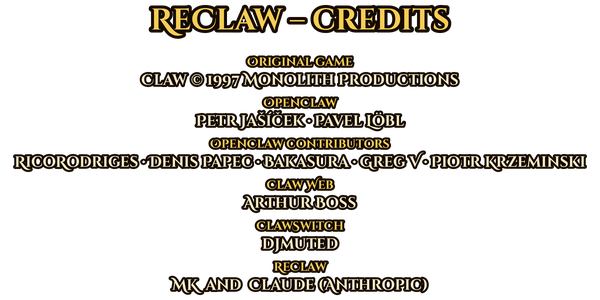 ReClaw – Credits
Original Game
Claw © 1997 Monolith Productions
OpenClaw
Petr Jašíček · Pavel Löbl
OpenClaw Contributors
RicoRodriges · Denis Papec · Bakasura · Greg V · Piotr Krzeminski
Claw Web
Arthur Boss
ClawSwitch
DJMuted
ReClaw
MK and Claude (Anthropic)